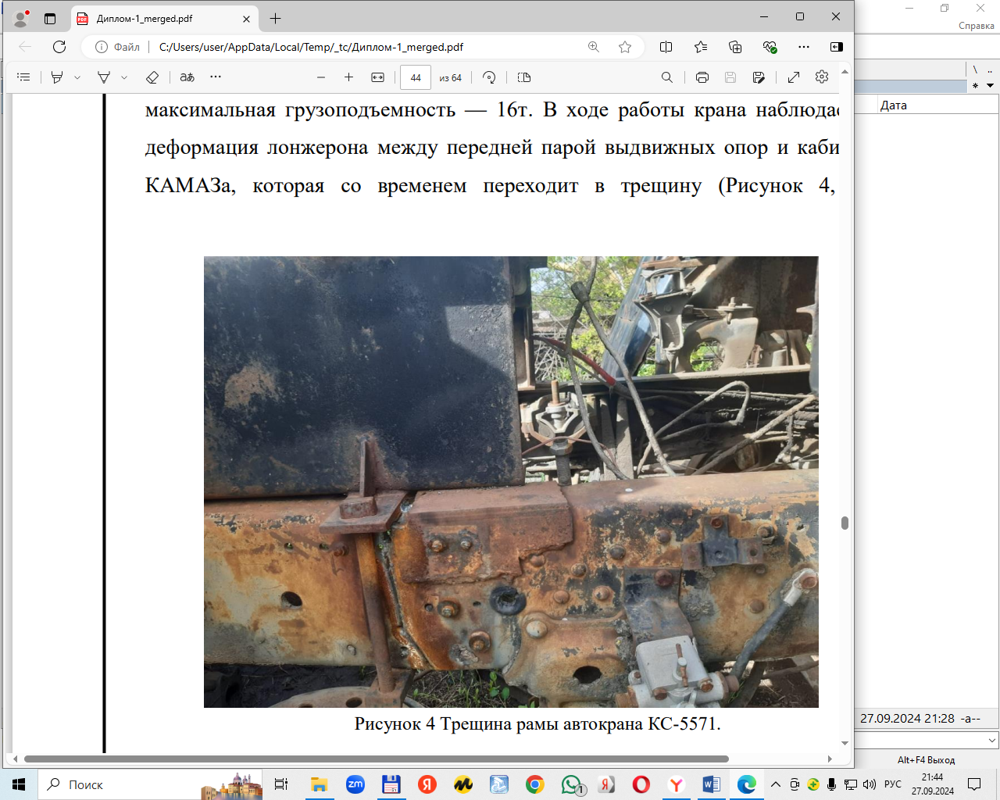 Диплом-1_merged.pdf
Справка
Файл
C:/Users/user/AppData/Local/Temp/_tc/Диплом-1_merged.pdf
44 из 64
\ ..
Дата
максимальная грузоподъемность — 16т. В ходе работы крана наблюдае
деформация лонжерона между передней парой выдвижных опор и каби
КАМАЗа, которая со временем переходит в трещину (Рисунок 4,
Рисунок 4 Трещина рамы автокрана КС-5571.
27.09.2024 21:28 -a--
Alt+F4 Выход
Поиск
zm
РУС
21:44
27.09.2024